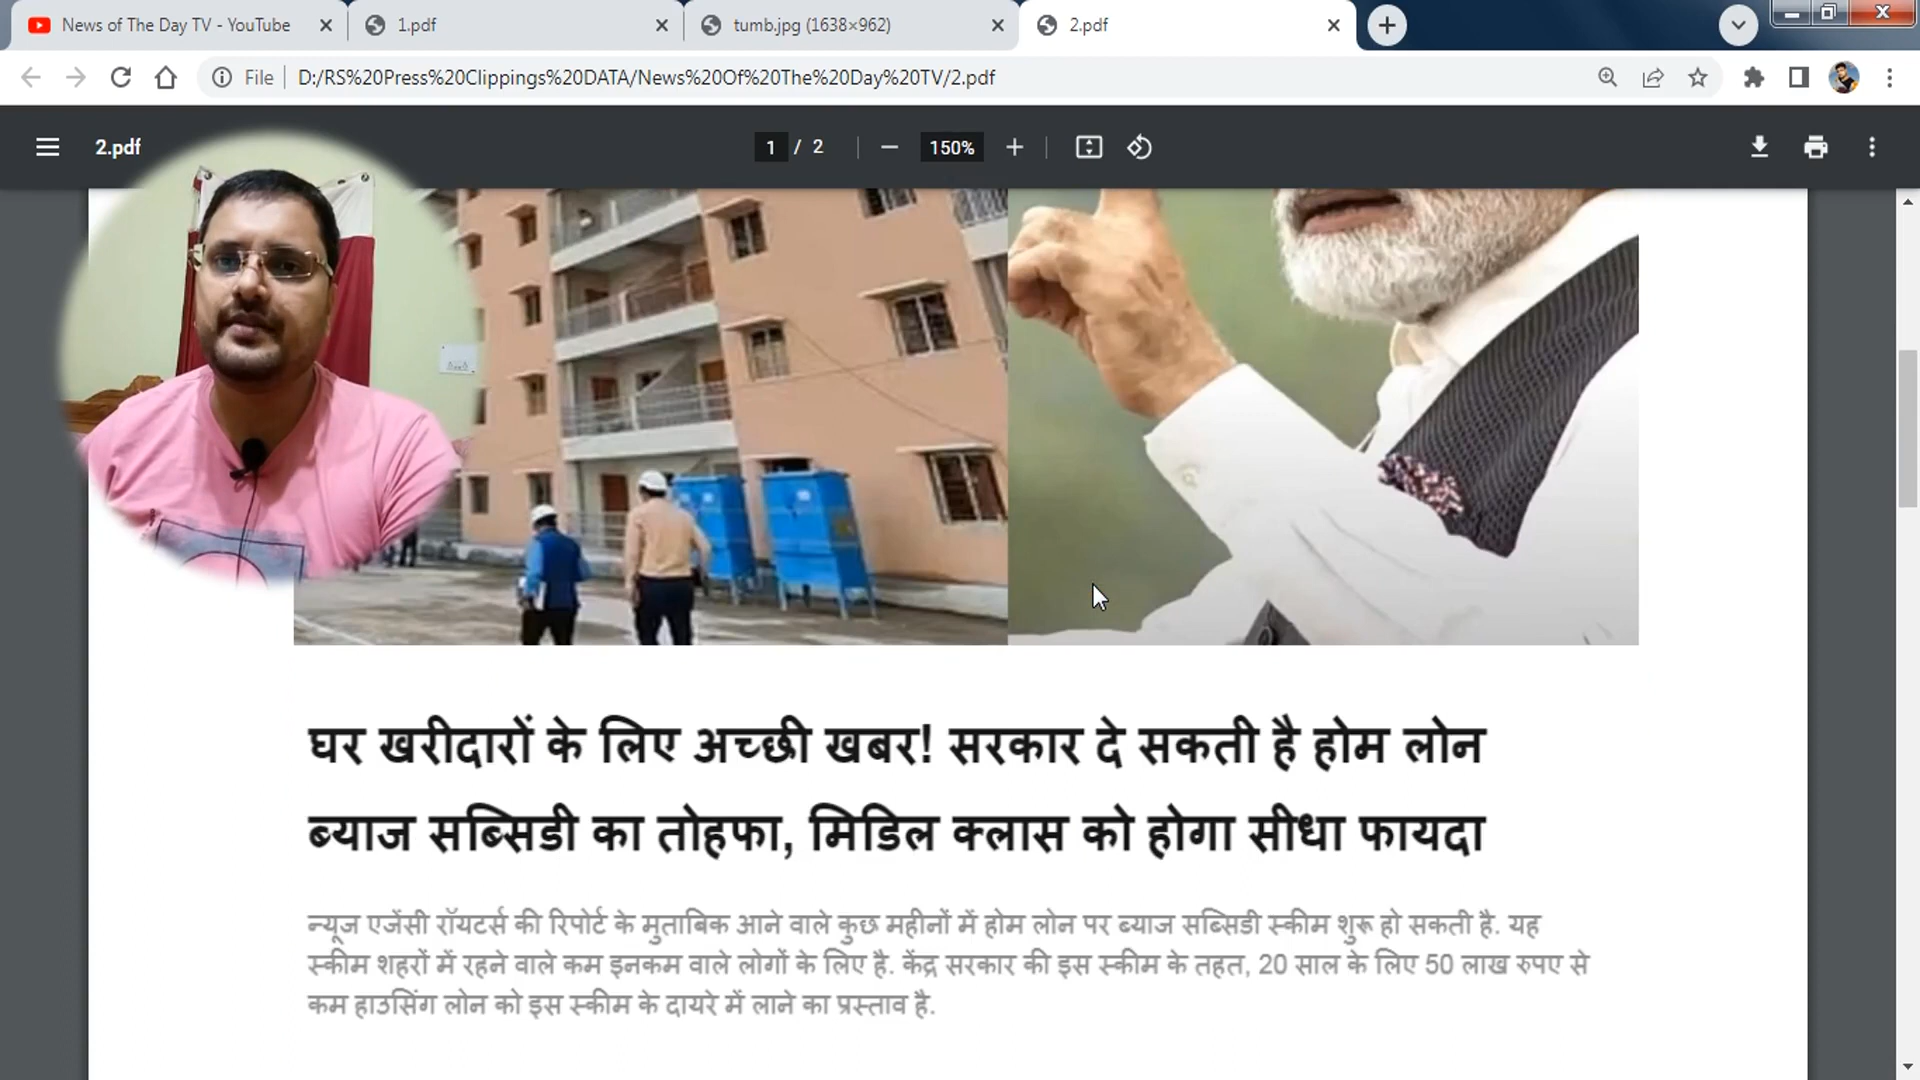 News of The Day TV - YouTube
1.pdf
tumb.jpg (1638×962)
2.pdf
File
D:/RS%20Press%20Clippings%20DATA/News%20Of%20The%20Day%20TV/2.pdf
2.pdf
1 / 2
150%
घर खरीदारों के लिए अच्छी खबर! सरकार दे सकती है होम लोन
ब्याज सब्सिडी का तोहफा, मिडिल क्लास को होगा सीधा फायदा
न्यूज एजेंसी रॉयटर्स की रिपोर्ट के मुताबिक आने वाले कुछ महीनों में होम लोन पर ब्याज सब्सिडी स्कीम शुरू हो सकती है. यह
स्कीम शहरों में रहने वाले कम इनकम वाले लोगों के लिए है. केंद्र सरकार की इस स्कीम के तहत, 20 साल के लिए 50 लाख रुपए से
कम हाउसिंग लोन को इस स्कीम के दायरे में लाने का प्रस्ताव है.